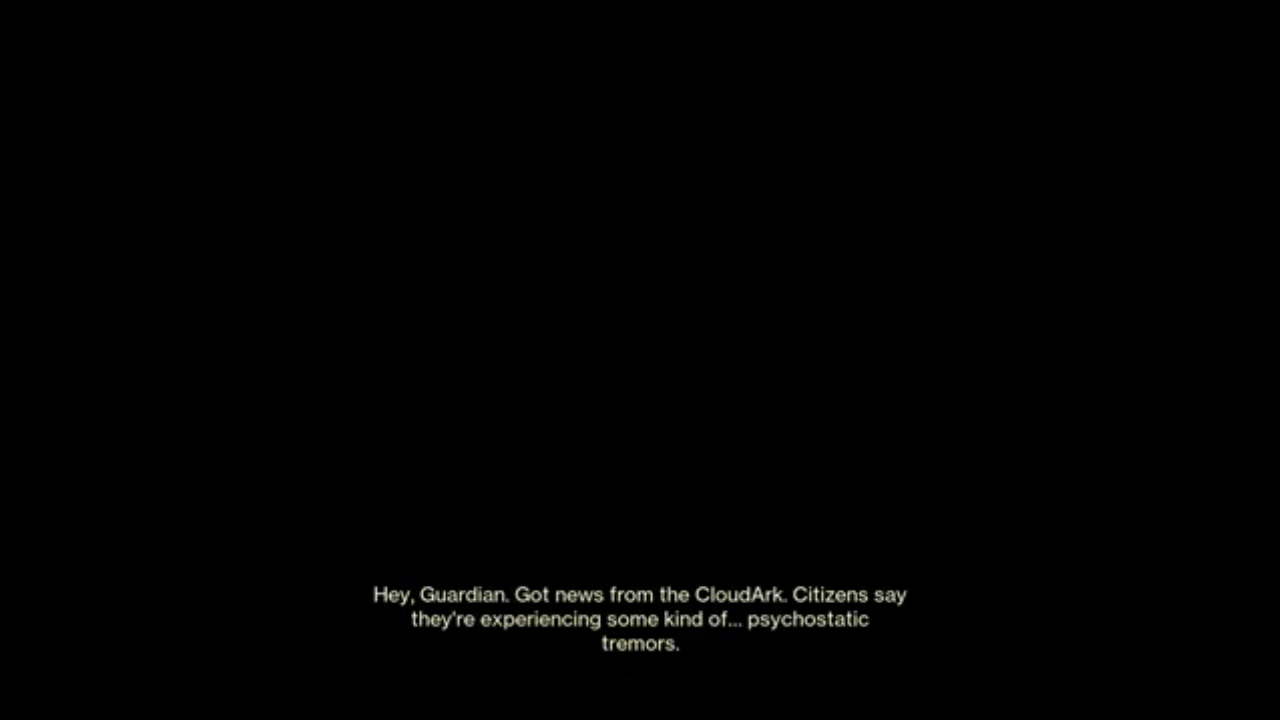 Hey, Guardian. Got news from the CloudArk. Citizens say
they're experiencing some kind of... psychostatic
tremors.